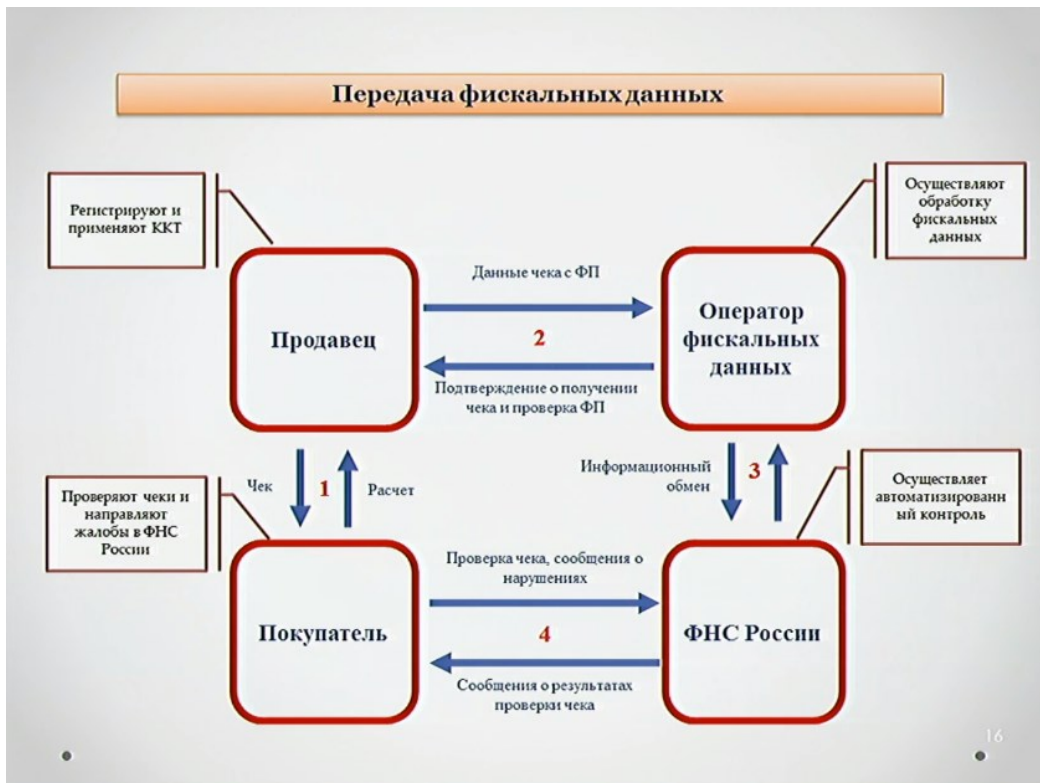 Передача фискальных данных
Регистрируют и
применяют ККТ
Осуществляют
обработку
фискальных
данных
Данные чека с ФП
Продавец
2
Оператор
фискальных
данных
Подтверждение о получении
чека и проверка ФП
Чек
1
Расчет
Информационный
обмен
3
Проверяют чеки и
направляют
жалобы в ФНС
России
Осуществляет
автоматизированн
ый контроль
Проверка чека, сообщения о
нарушениях
Покупатель
4
ФНС России
Сообщения о результатах
проверки чека
16